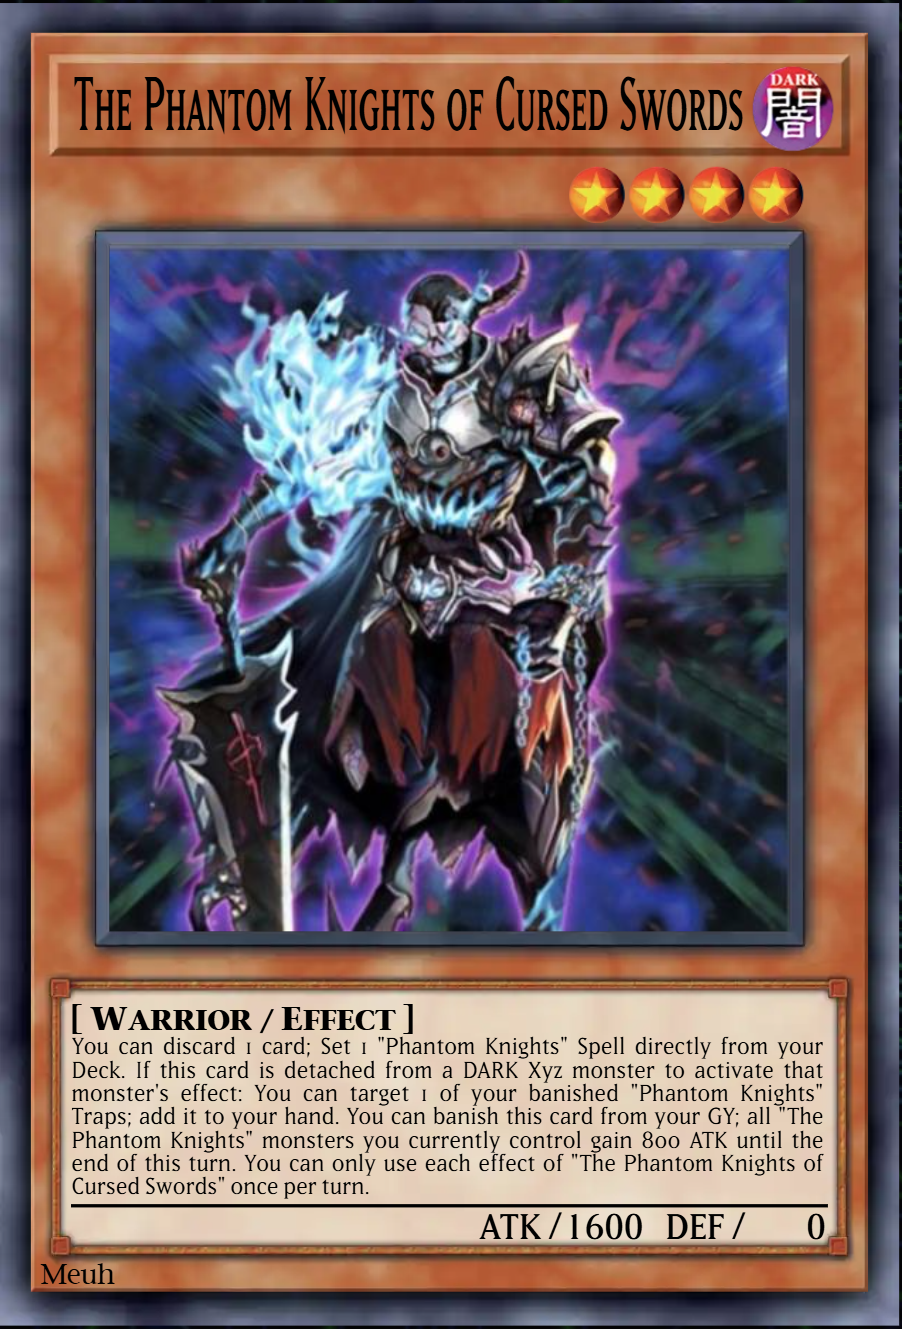 The Phantom Knights of Cursed Swords
DARK
闇
[ Warrior / Effect ]
You can discard 1 card; Set 1 "Phantom Knights" Spell directly from your
Deck. If this card is detached from a DARK Xyz monster to activate that
monster's effect: You can target 1 of your banished "Phantom Knights"
Traps; add it to your hand. You can banish this card from your GY; all "The
Phantom Knights" monsters you currently control gain 800 ATK until the
end of this turn. You can only use each effect of "The Phantom Knights of
Cursed Swords" once per turn.
ATK / 1600 DEF / 0
Meuh